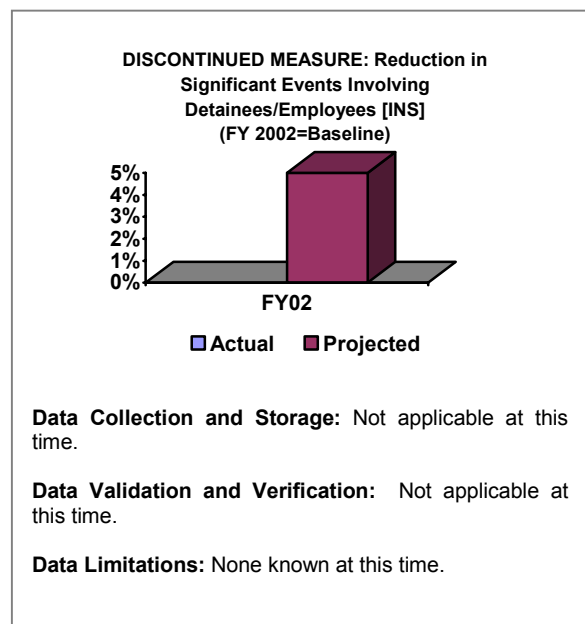 DISCONTINUED MEASURE: Reduction in
Significant Events Involving
Detainees/Employees [INS]
(FY 2002=Baseline)
5%
4%
3%
2%
1%
0%
FY02
Actual Projected
Data Collection and Storage: Not applicable at this
time.
Data Validation and Verification: Not applicable at
this time.
Data Limitations: None known at this time.